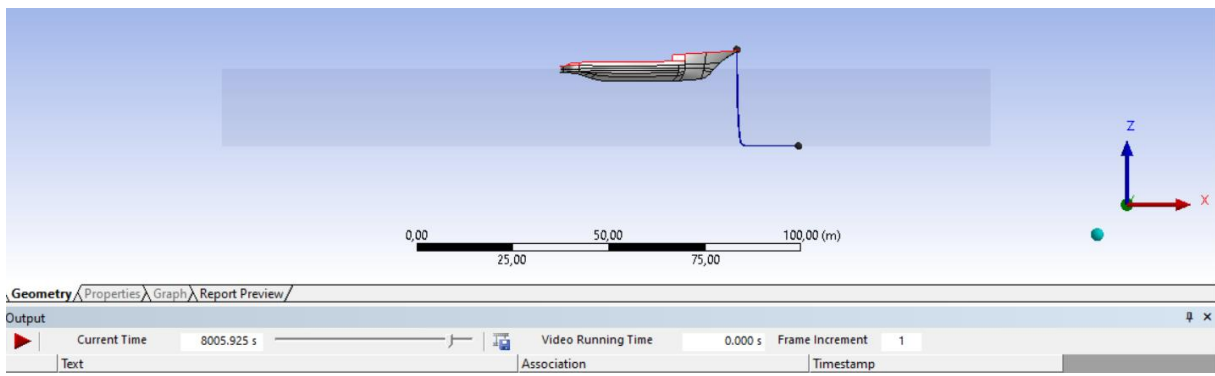 Z
X
0,00 50,00 100,00 (m)
25,00 75,00
Geometry Properties Graph Report Preview
Output
Current Time 8005.925 s Video Running Time 0.000 s Frame Increment 1
Text Association Timestamp